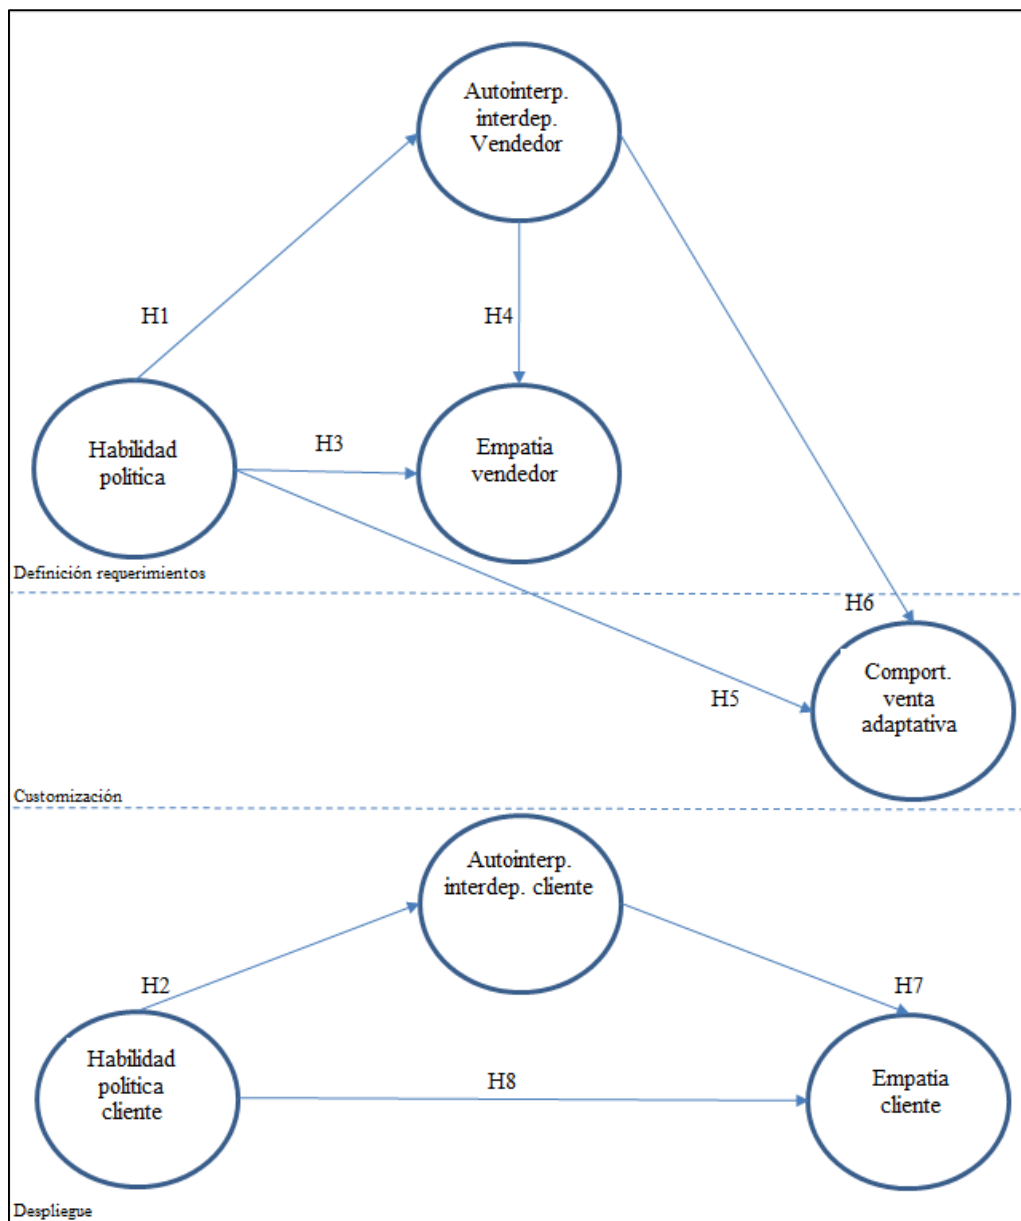 Autointerp.
interdep.
Vendedor
H1
H4
Habilidad
politica
H3
Empatia
vendedor
Definición requerimientos
H6
Comport.
venta
adaptativa
H5
Customización
Autointerp.
interdep. cliente
H2
H7
Habilidad
politica
cliente
H8
Empatia
cliente
Despliegue